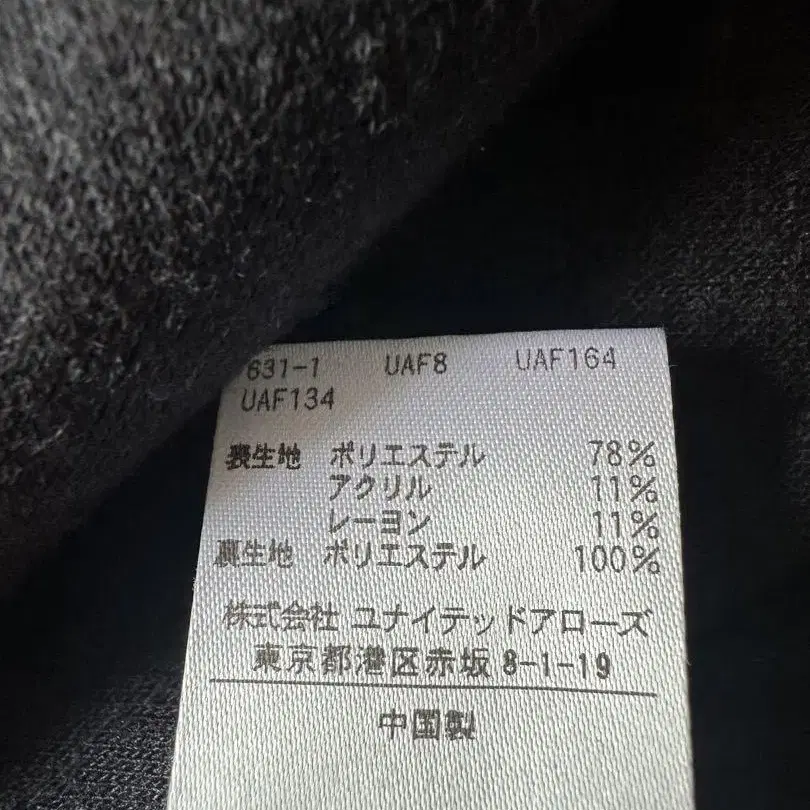 631-1 UAF8 UAF164
UAF134
表生地 ポリエステル 78%
アクリル 11%
レーヨン 11%
裏生地 ポリエステル 100%
株式会社 ユナイテッドアローズ
東京都港区赤坂 8-1-19
中国製